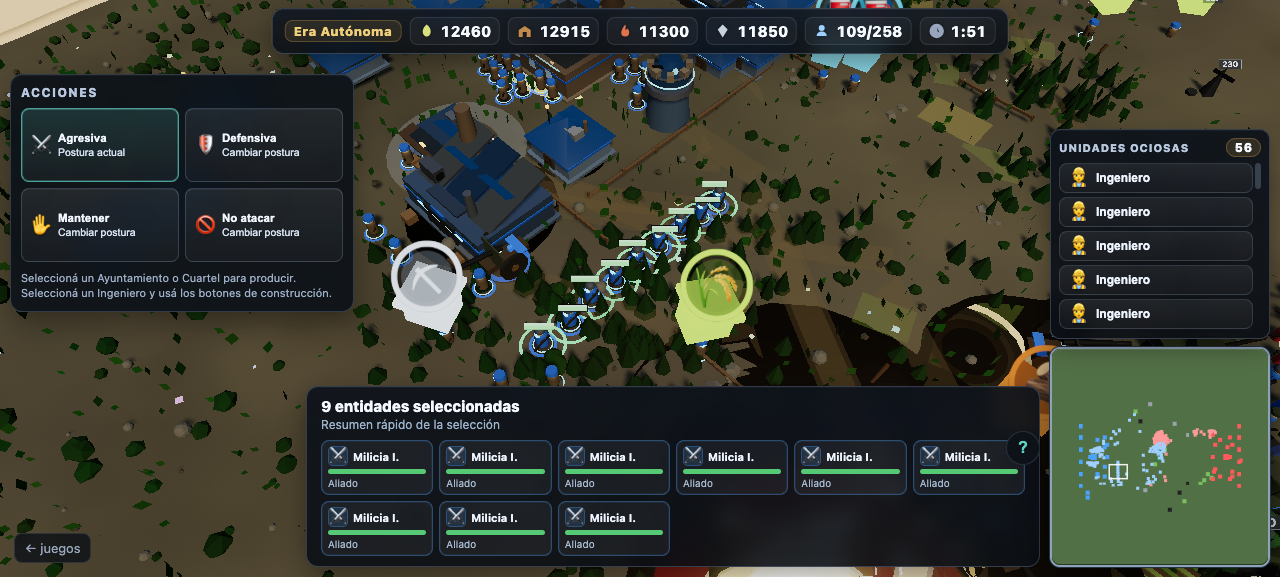 Era Autónoma 12460 12915 11300 11850 109/258 1:51
230
ACCIONES
Agresiva
Postura actual
Defensiva
Cambiar postura
Mantener
Cambiar postura
No atacar
Cambiar postura
Seleccioná un Ayuntamiento o Cuartel para producir.
Seleccioná un Ingeniero y usá los botones de construcción.
UNIDADES OCIOSAS 56
Ingeniero
Ingeniero
Ingeniero
Ingeniero
Ingeniero
9 entidades seleccionadas
Resumen rápido de la selección
?
Milicia I.
Aliado
Milicia I.
Aliado
Milicia I.
Aliado
Milicia I.
Aliado
Milicia I.
Aliado
Milicia I.
Aliado
Milicia I.
Aliado
Milicia I.
Aliado
Milicia I.
Aliado
← juegos